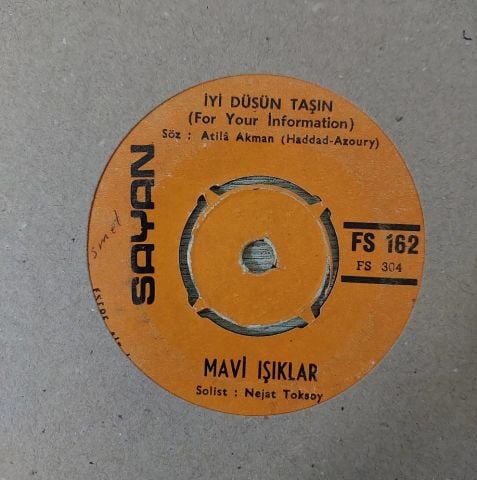 İYİ DÜŞÜN TAŞIN
(For Your İnformation)
Söz : Atilâ Akman (Haddad-Azoury)
SAYAN
FS 162
FS 304
MAVİ IŞIKLAR
Solist : Nejat Toksoy